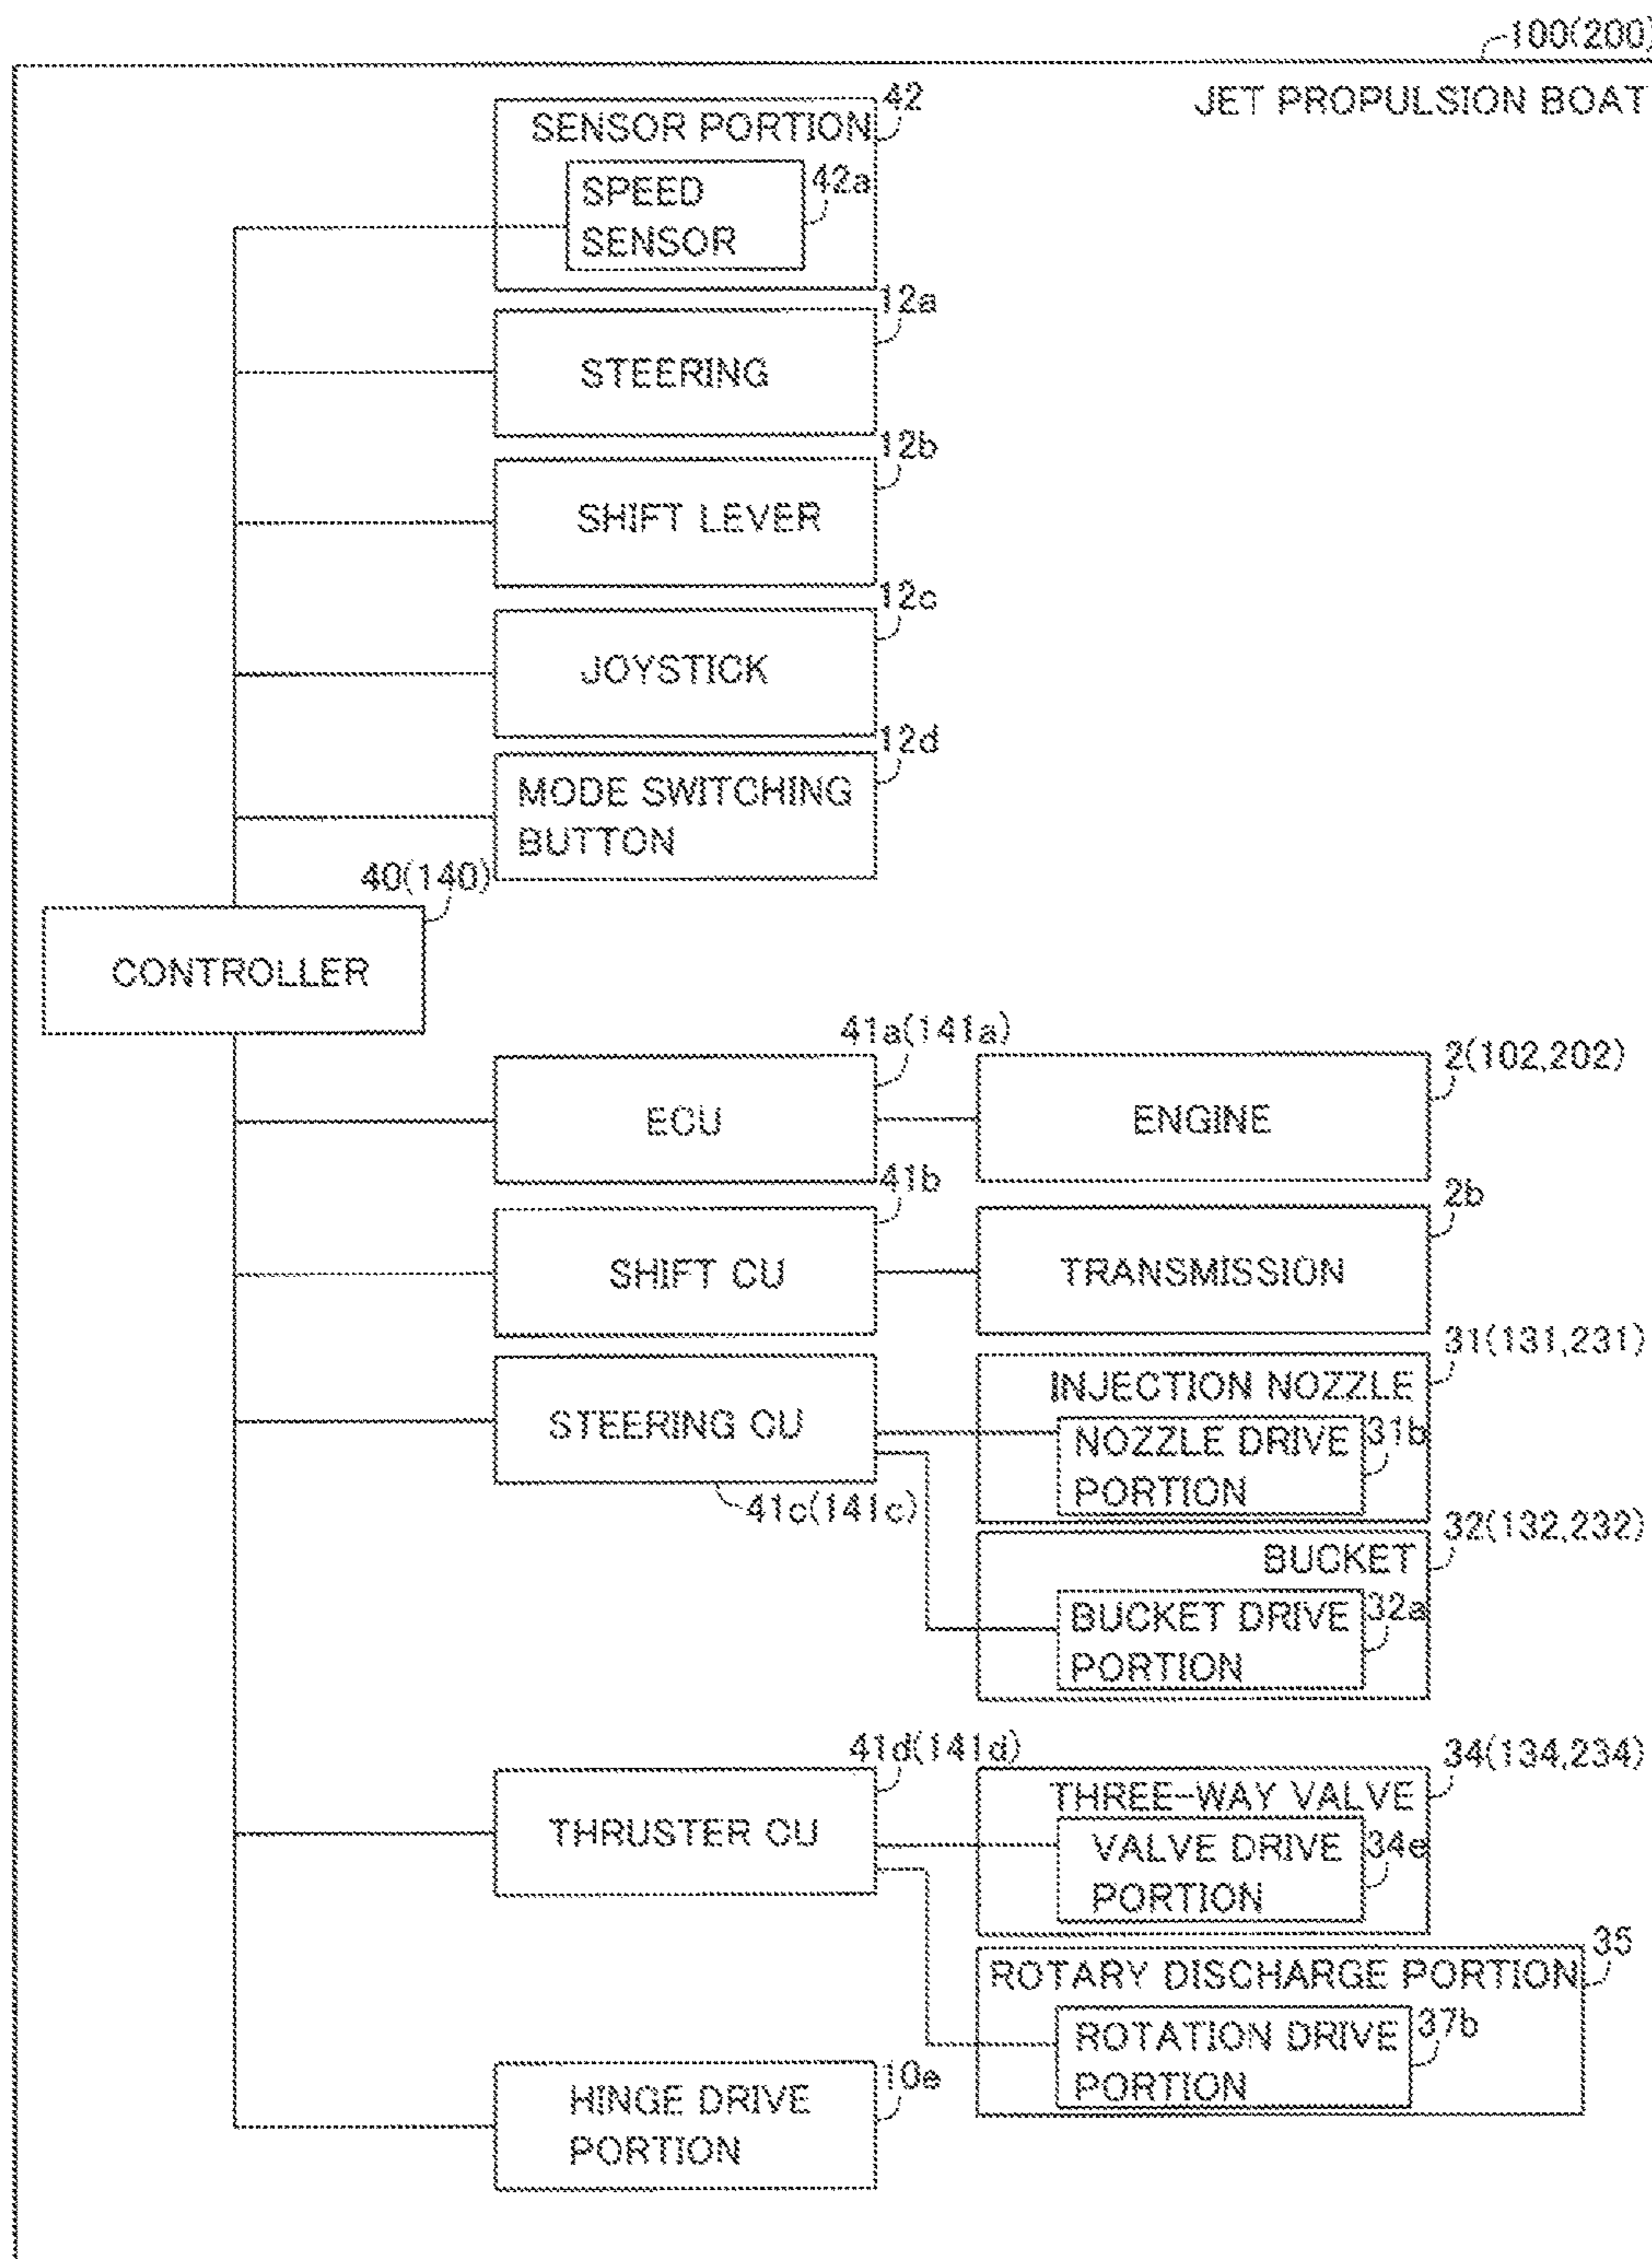 100(200)
JET PROPULSION BOAT
42
SENSOR PORTION
42a
SPEED
SENSOR
12a
STEERING
12b
SHIFT LEVER
12c
JOYSTICK
12d
MODE SWITCHING
BUTTON
40(140)
CONTROLLER
41a(141a)
ECU
2(102,202)
ENGINE
41b
SHIFT CU
2b
TRANSMISSION
31(131,231)
INJECTION NOZZLE
STEERING CU
41c(141c)
NOZZLE DRIVE
PORTION
31b
32(132,232)
BUCKET
BUCKET DRIVE
PORTION
32a
41d(141d)
THRUSTER CU
34(134,234)
THREE-WAY VALVE
VALVE DRIVE
PORTION
34e
35
ROTARY DISCHARGE PORTION
ROTATION DRIVE
PORTION
37b
10e
HINGE DRIVE
PORTION